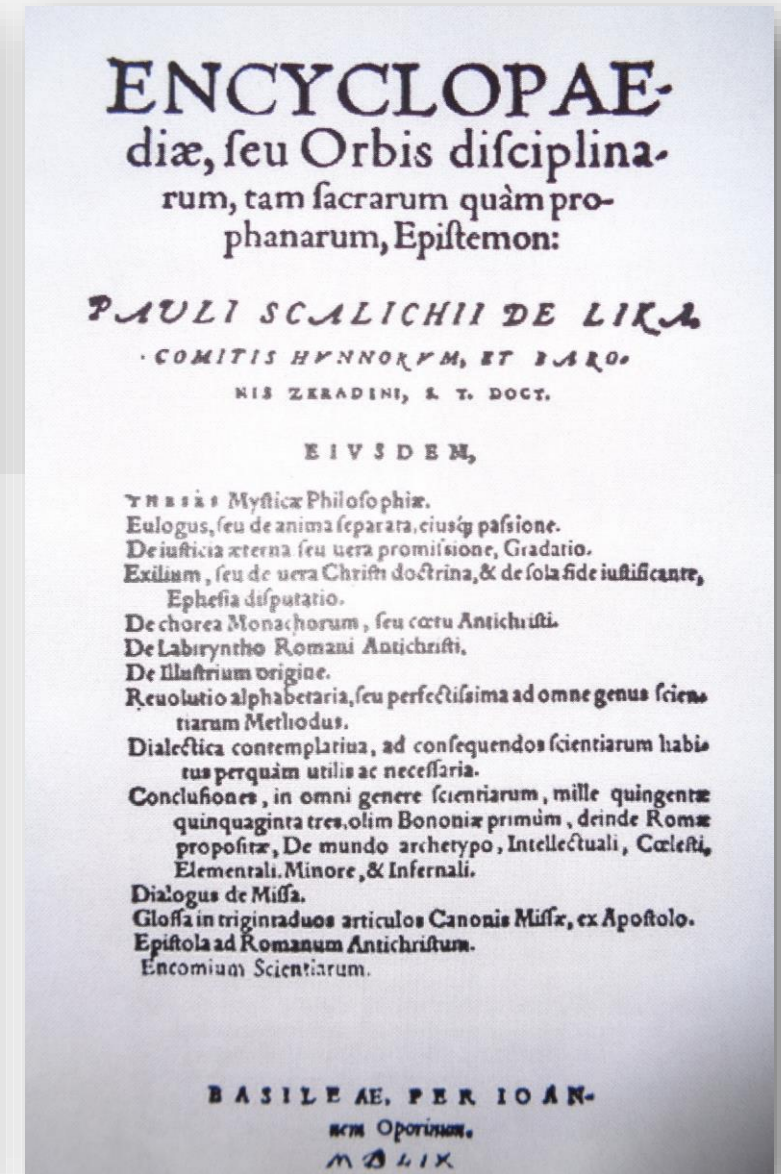 ENCYCLOPAE-
diæ, ſeu Orbis diſciplina-
rum, tam ſacrarum quàm pro-
phanarum, Epiſtemon:
PAULI SCALICHII DE LIKA,
COMITIS HVNNORVM, ET BARO-
NIS ZKRADINI, S. T. DOCT.
EIVSDEM,
THESES Myſticæ Philoſophiæ.
Eulogus, ſeu de anima ſeparata, eiusq́ꝫ paſsione.
De iuſticia æterna ſeu uera promiſsione, Gradatio.
Exilium, ſeu de uera Chriſti doctrina, & de ſola fide iuſtificante,
Epheſia diſputatio.
De chorea Monachorum, ſeu cœtu Antichriſti.
De Labiryntho Romani Antichriſti.
De Illuſtrium origine.
Reuolutio alphabetaria, ſeu perfectiſsima ad omne genus ſcien-
tiarum Methodus.
Dialectica contemplatiua, ad conſequendos ſcientiarum habi-
tus perquàm utilis ac neceſſaria.
Concluſiones, in omni genere ſcientiarum, mille quingentæ
quinquaginta tres, olim Bononiæ primùm, deinde Romæ
propoſitæ, De mundo archetypo, Intellectuali, Cœleſti,
Elementali. Minore, & Infernali.
Dialogus de Miſſa.
Gloſſa in trigintaduos articulos Canonis Miſſæ, ex Apoſtolo.
Epiſtola ad Romanum Antichriſtum.
Encomium Scientiarum.
BASILEAE, PER IOAN-
nem Oporinum.
MDLIX